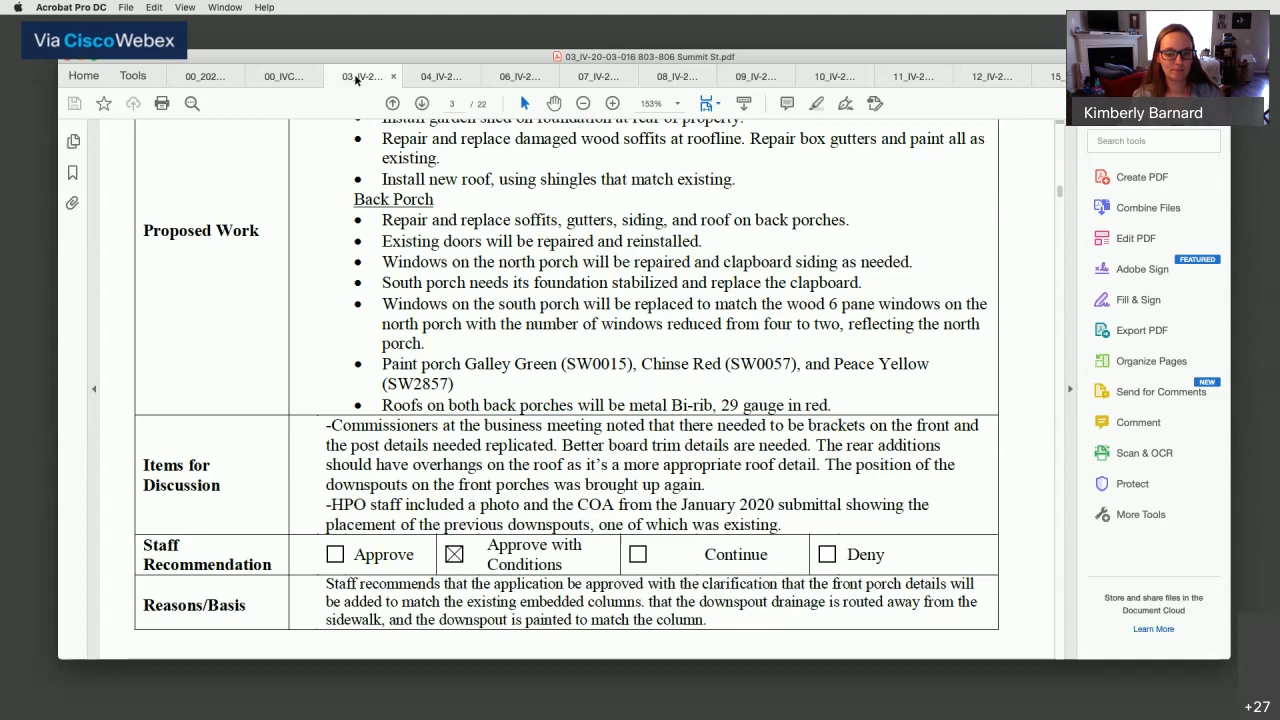 Acrobat Pro DC File Edit View Window Help
Via CiscoWebex
03_IV-20-03-016 803-806 Summit St.pdf
Home Tools 00_202... 00_IVC... 03_IV-2... × 04_IV-2... 06_IV-2... 07_IV-2... 08_IV-2... 09_IV-2... 10_IV-2... 11_IV-2... 12_IV-2... 15_
3 / 22 153%
Kimberly Barnard
Install garden shed on foundation at rear of property.
• Repair and replace damaged wood soffits at roofline. Repair box gutters and paint all as
existing.
• Install new roof, using shingles that match existing.
Back Porch
• Repair and replace soffits, gutters, siding, and roof on back porches.
Proposed Work
• Existing doors will be repaired and reinstalled.
• Windows on the north porch will be repaired and clapboard siding as needed.
• South porch needs its foundation stabilized and replace the clapboard.
• Windows on the south porch will be replaced to match the wood 6 pane windows on the
north porch with the number of windows reduced from four to two, reflecting the north
porch.
• Paint porch Galley Green (SW0015), Chinse Red (SW0057), and Peace Yellow
(SW2857)
• Roofs on both back porches will be metal Bi-rib, 29 gauge in red.
Items for
Discussion
-Commissioners at the business meeting noted that there needed to be brackets on the front and
the post details needed replicated. Better board trim details are needed. The rear additions
should have overhangs on the roof as it's a more appropriate roof detail. The position of the
downspouts on the front porches was brought up again.
-HPO staff included a photo and the COA from the January 2020 submittal showing the
placement of the previous downspouts, one of which was existing.
Staff
Recommendation
☐ Approve
☒ Approve with
Conditions
☐ Continue
☐ Deny
Reasons/Basis
Staff recommends that the application be approved with the clarification that the front porch details will
be added to match the existing embedded columns. that the downspout drainage is routed away from the
sidewalk, and the downspout is painted to match the column.
Search tools
Create PDF
Combine Files
Edit PDF
FEATURED
Adobe Sign
Fill & Sign
Export PDF
Organize Pages
NEW
Send for Comments
Comment
Scan & OCR
Protect
More Tools
Store and share files in the
Document Cloud
Learn More
+27